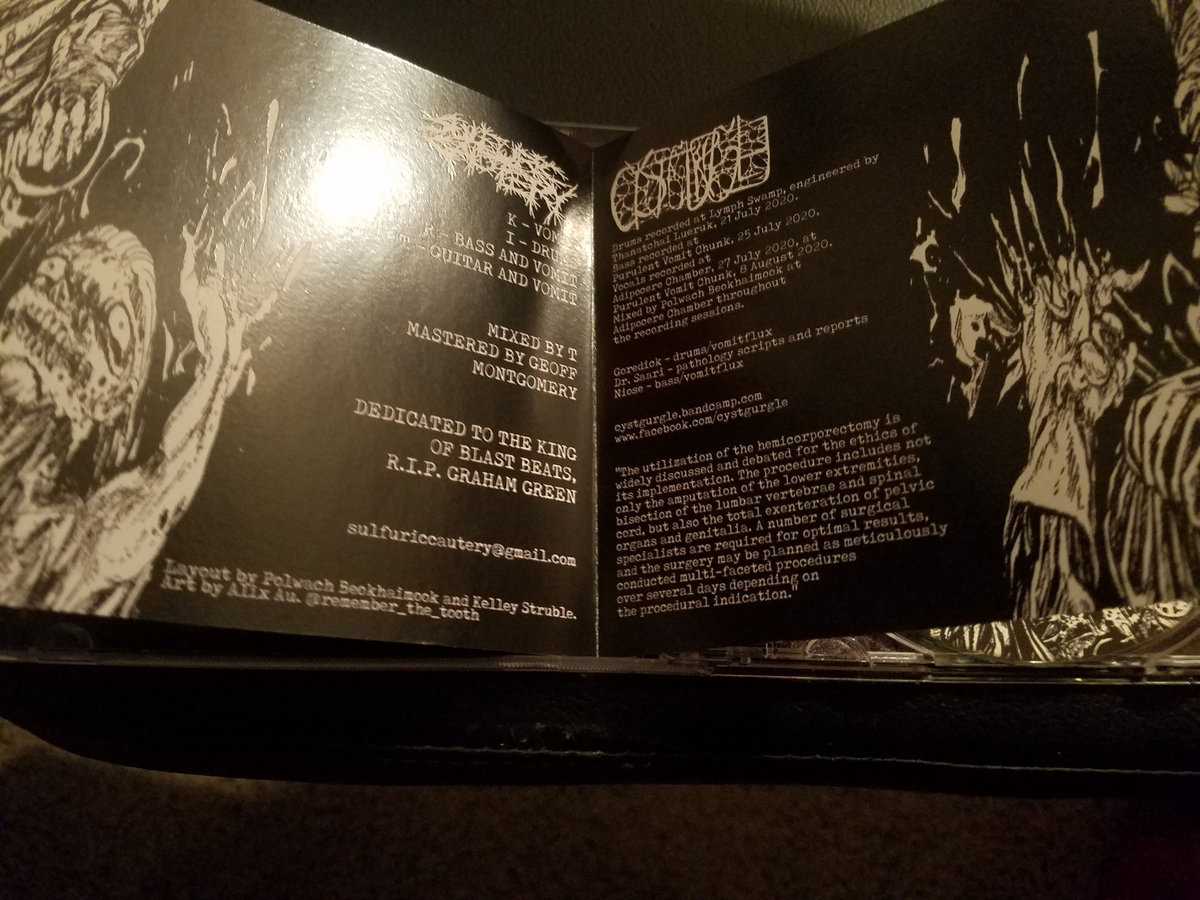 K - VOMIT
I - DRUMS
R - BASS AND VOMIT
- GUITAR AND VOMIT
MIXED BY T
MASTERED BY GEOFF
MONTGOMERY
DEDICATED TO THE KING
OF BLAST BEATS,
R.I.P. GRAHAM GREEN
sulfuriccautery@gmail.com
Layout by Polwach Beokhaimook and Kelley Struble.
Art by Alix Au. @remember_the_tooth
CYSTGURGLE
Drums recorded at Lymph Swamp, engineered by
Thanatchai Lueruk, 21 July 2020.
Bass recorded at
Purulent Vomit Chunk, 25 July 2020.
Vocals recorded at
Adipocere Chamber, 27 July 2020, at
Purulent Vomit Chunk, 8 August 2020.
Mixed by Polwach Beokhaimook at
Adipocere Chamber throughout
the recording sessions.
Goredick - drums/vomitflux
Dr. Saari - pathology scripts and reports
Niose - bass/vomitflux
cystgurgle.bandcamp.com
www.facebook.com/cystgurgle
"The utilization of the hemicorporectomy is
widely discussed and debated for the ethics of
its implementation. The procedure includes not
only the amputation of the lower extremities,
bisection of the lumbar vertebrae and spinal
cord, but also the total exenteration of pelvic
organs and genitalia. A number of surgical
specialists are required for optimal results,
and the surgery may be planned as meticulously
conducted multi-faceted procedures
over several days depending on
the procedural indication."